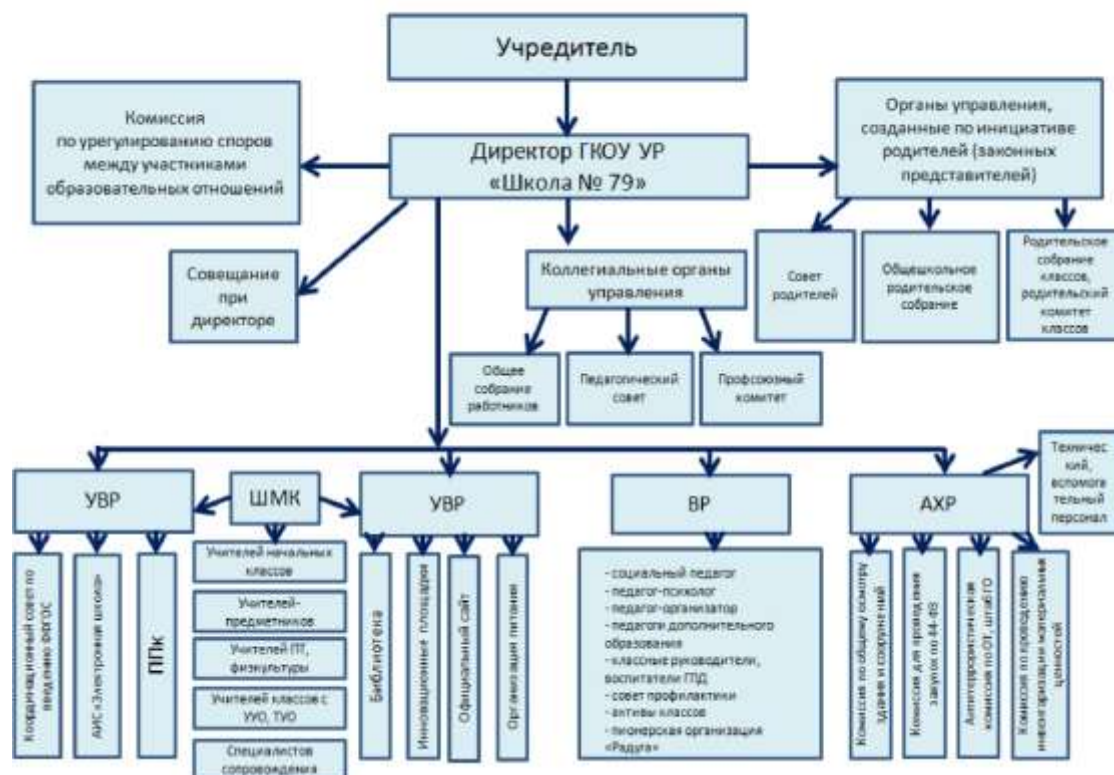 Учредитель
Комиссия
по урегулированию споров
между участниками
образовательных отношений
Директор ГКОУ УР
«Школа № 79»
Органы управления,
созданные по инициативе
родителей (законных
представителей)
Совещание
при
директоре
Коллегиальные органы
управления
Совет
родителей
Общешкольное
родительское
собрание
Родительское
собрание
классов,
родительский
комитет
классов
Общее
собрание
работников
Педагогический
совет
Профсоюзный
комитет
УВР
ШМК
УВР
ВР
АХР
Техничес
кий,
вспомога
тельный
персонал
Координационный совет по
введению ФГОС
АИС «Электронная школа»
ППк
Учителей начальных
классов
Учителей-
предметников
Учителей ПТ,
физкультуры
Учителей классов с
УУО, ТУО
Специалистов
сопровождения
Библиотека
Инновационные площадки
Официальный сайт
Организация питания
- социальный педагог
- педагог-психолог
- педагог-организатор
- педагоги дополнительного
образования
- классные руководители,
воспитатели ГПД
- совет профилактики
- активы классов
- пионерская организация
«Радуга»
Комиссия по общему осмотру
здания и сооружений
Комиссия для проведения
закупок по 44-ФЗ
Антитеррористическая
комиссия по ОТ, штаб ГО
Комиссия по проведению
инвентаризации материальных
ценностей